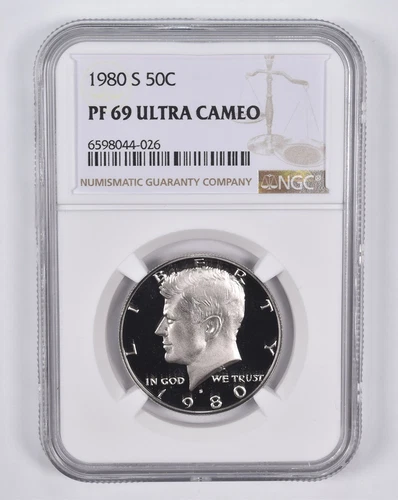 1980 S 50C
PF 69 ULTRA CAMEO
6598044-026
NUMISMATIC GUARANTY COMPANY
NGC
LIBERTY
IN GOD WE TRUST
1980